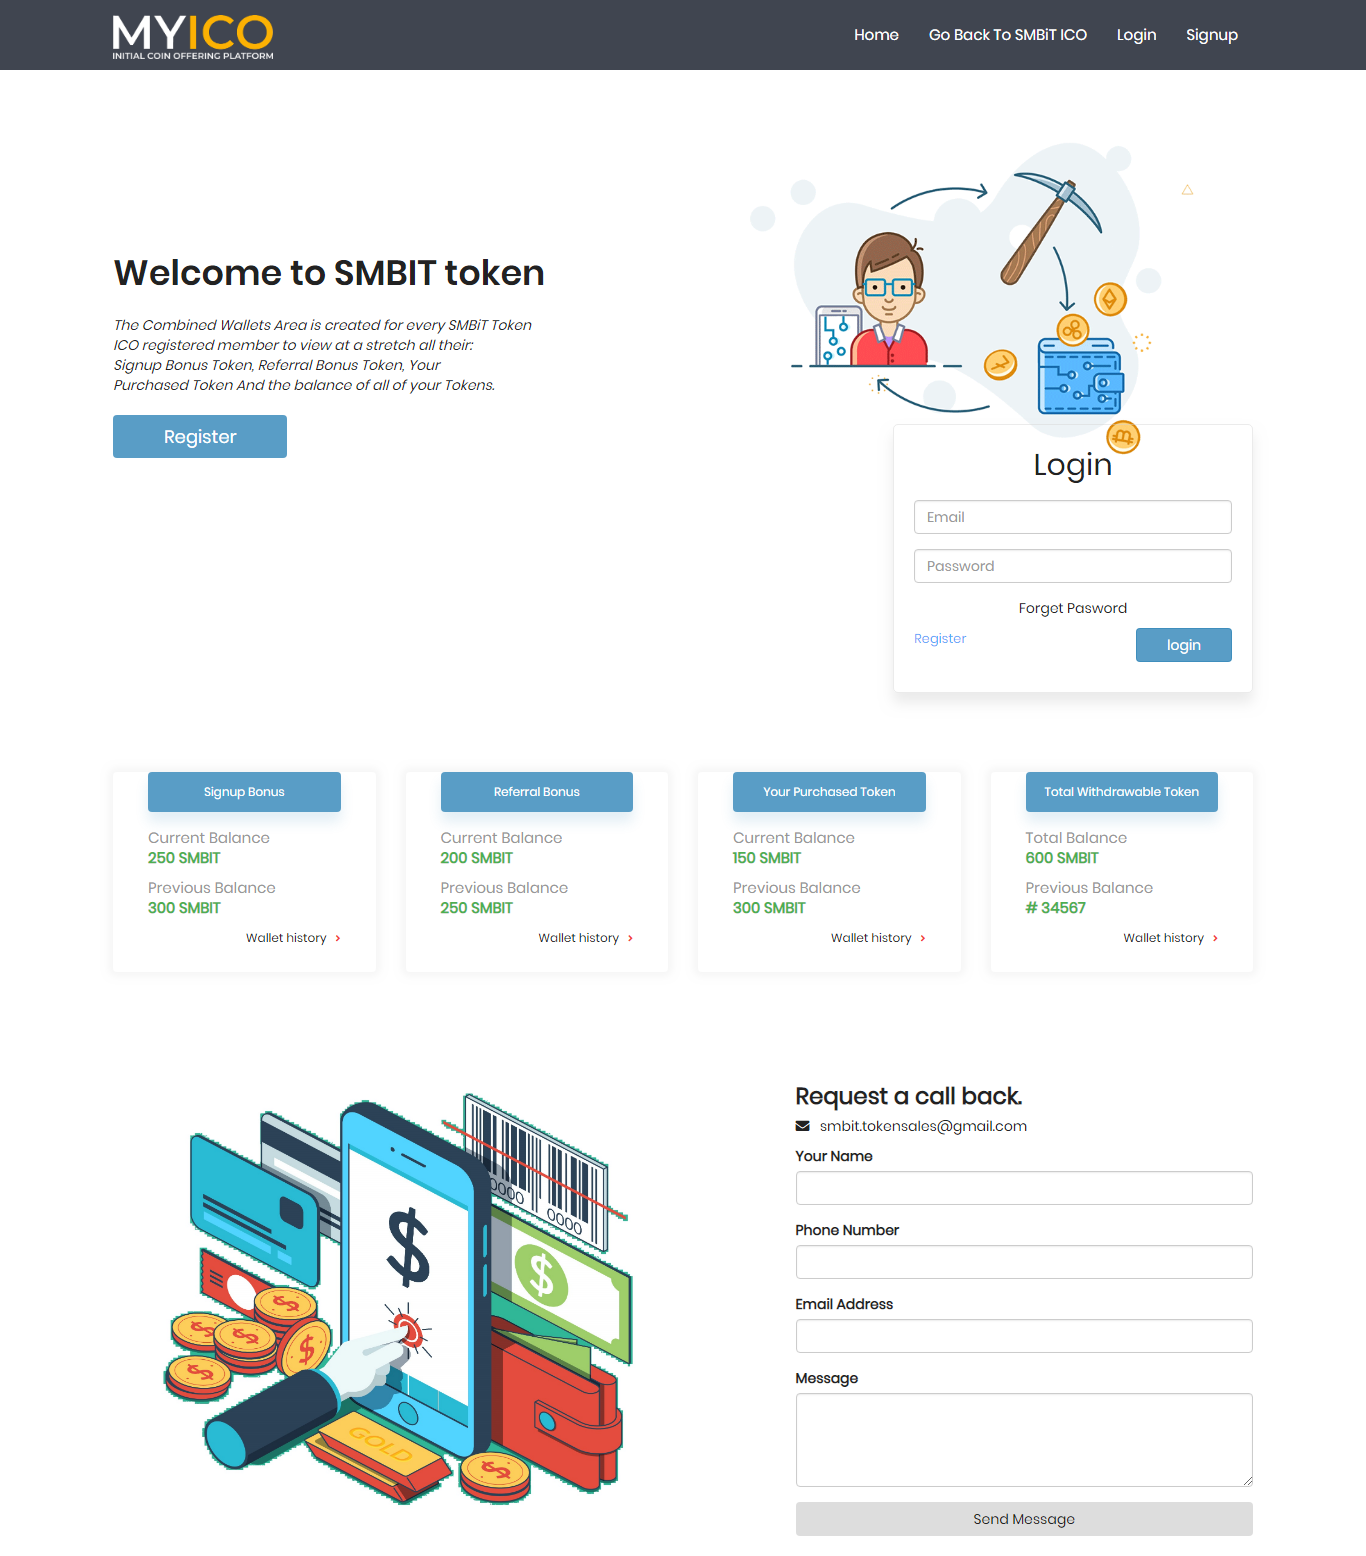 MYICO
INITIAL COIN OFFERING PLATFORM
Home
Go Back To SMBiT ICO
Login
Signup
Welcome to SMBIT token
The Combined Wallets Area is created for every SMBiT Token
ICO registered member to view at a stretch all their:
Signup Bonus Token, Referral Bonus Token, Your
Purchased Token And the balance of all of your Tokens.
Register
Login
Email
Password
Forget Pasword
Register
login
Signup Bonus
Current Balance
250 SMBIT
Previous Balance
300 SMBIT
Wallet history
Referral Bonus
Current Balance
200 SMBIT
Previous Balance
250 SMBIT
Wallet history
Your Purchased Token
Current Balance
150 SMBIT
Previous Balance
300 SMBIT
Wallet history
Total Withdrawable Token
Total Balance
600 SMBIT
Previous Balance
# 34567
Wallet history
0000
0000
$
$
GOLD
Request a call back.
smbit.tokensales@gmail.com
Your Name
Phone Number
Email Address
Message
Send Message